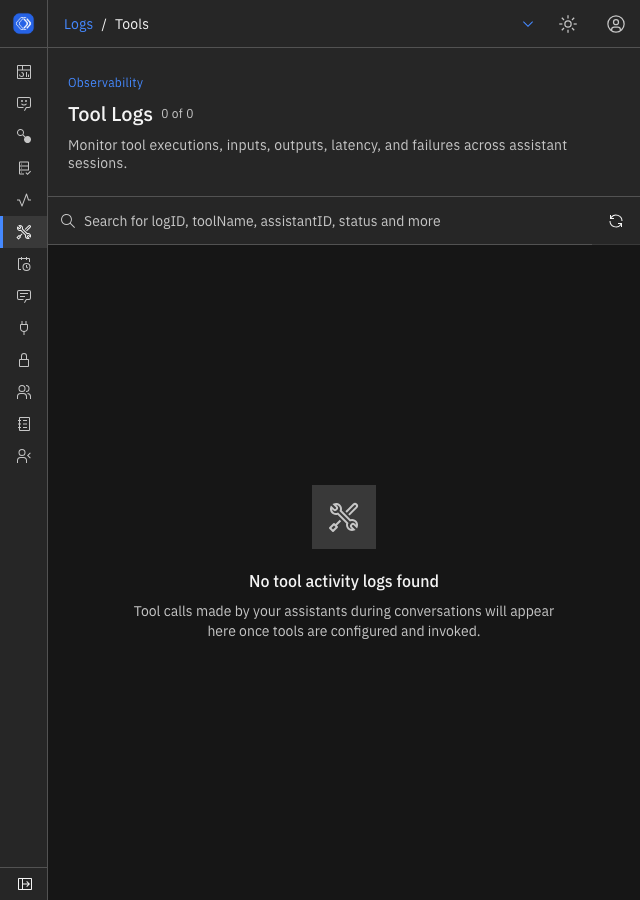 Logs / Tools
Observability
Tool Logs 0 of 0
Monitor tool executions, inputs, outputs, latency, and failures across assistant
sessions.
Search for logID, toolName, assistantID, status and more
No tool activity logs found
Tool calls made by your assistants during conversations will appear
here once tools are configured and invoked.